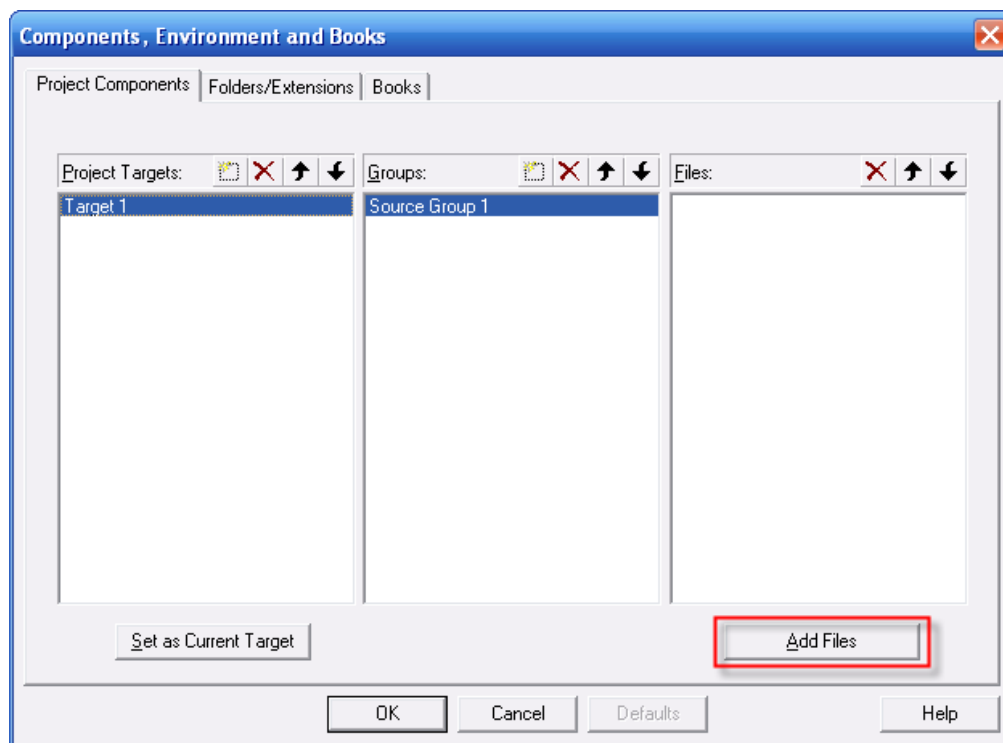 Components, Environment and Books
Project Components Folders/Extensions Books
Project Targets: Groups: Files:
Target 1 Source Group 1
Set as Current Target Add Files
OK Cancel Defaults Help